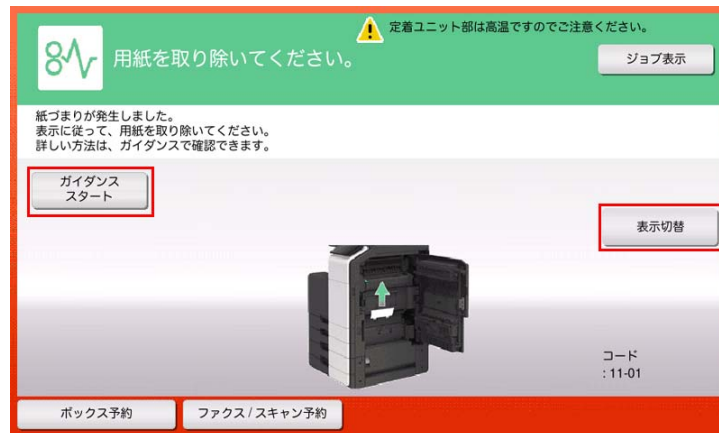 定着ユニット部は高温ですのでご注意ください。
用紙を取り除いてください。
ジョブ表示
紙づまりが発生しました。
表示に従って、用紙を取り除いてください。
詳しい方法は、ガイダンスで確認できます。
ガイダンス
スタート
表示切替
コード
: 11-01
ボックス予約
ファクス/スキャン予約